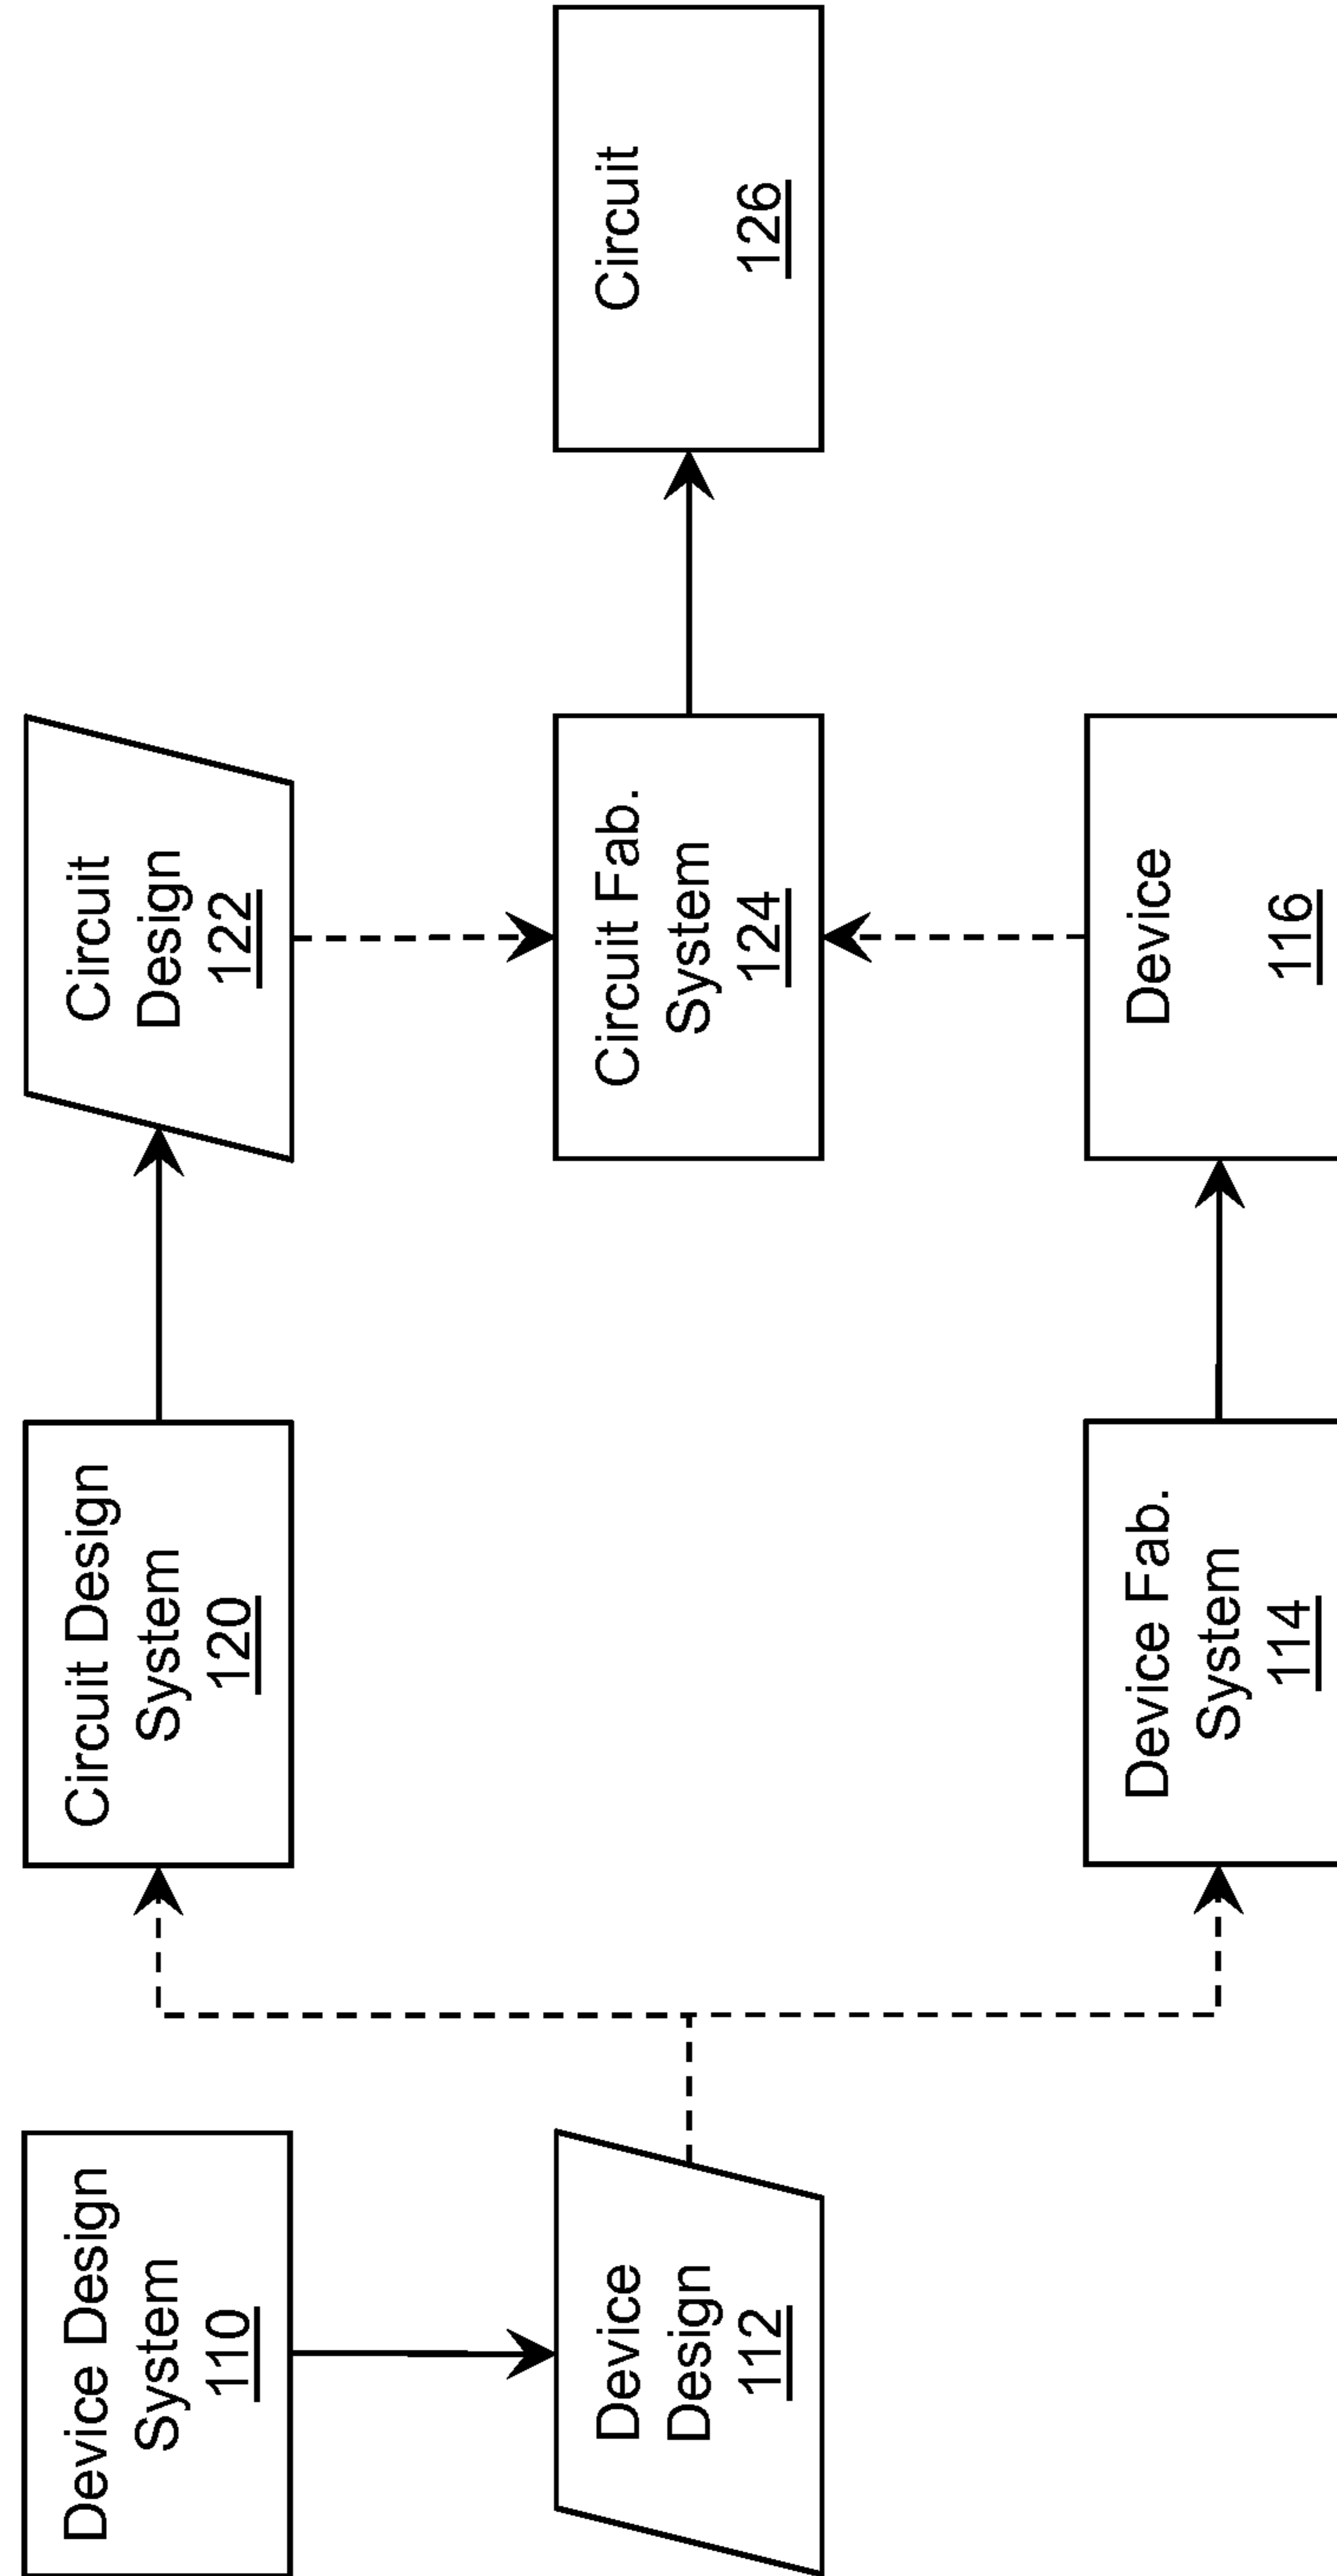 Device Design
System
110
Circuit Design
System
120
Circuit
Design
122
Device
Design
112
Circuit Fab.
System
124
Circuit
126
Device Fab.
System
114
Device
116